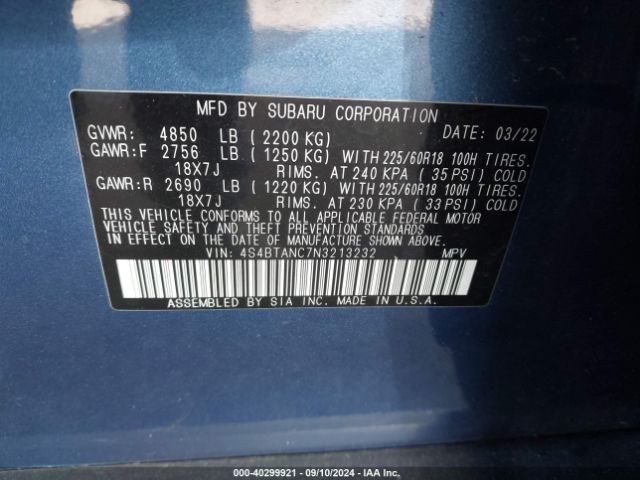 MFD BY SUBARU CORPORATION
GVWR: 4850 LB ( 2200 KG) DATE: 03/22
GAWR:F 2756 LB ( 1250 KG) WITH 225/60R18 100H TIRES.
18X7J RIMS. AT 240 KPA ( 35 PSI) COLD
GAWR:R 2690 LB ( 1220 KG) WITH 225/60R18 100H TIRES.
18X7J RIMS. AT 230 KPA ( 33 PSI) COLD
THIS VEHICLE CONFORMS TO ALL APPLICABLE FEDERAL MOTOR
VEHICLE SAFETY AND THEFT PREVENTION STANDARDS
IN EFFECT ON THE DATE OF MANUFACTURE SHOWN ABOVE.
VIN: 4S4BTANC7N3213232 MPV
ASSEMBLED BY SIA INC. MADE IN U.S.A.
000-40299921 - 09/10/2024 - IAA Inc.